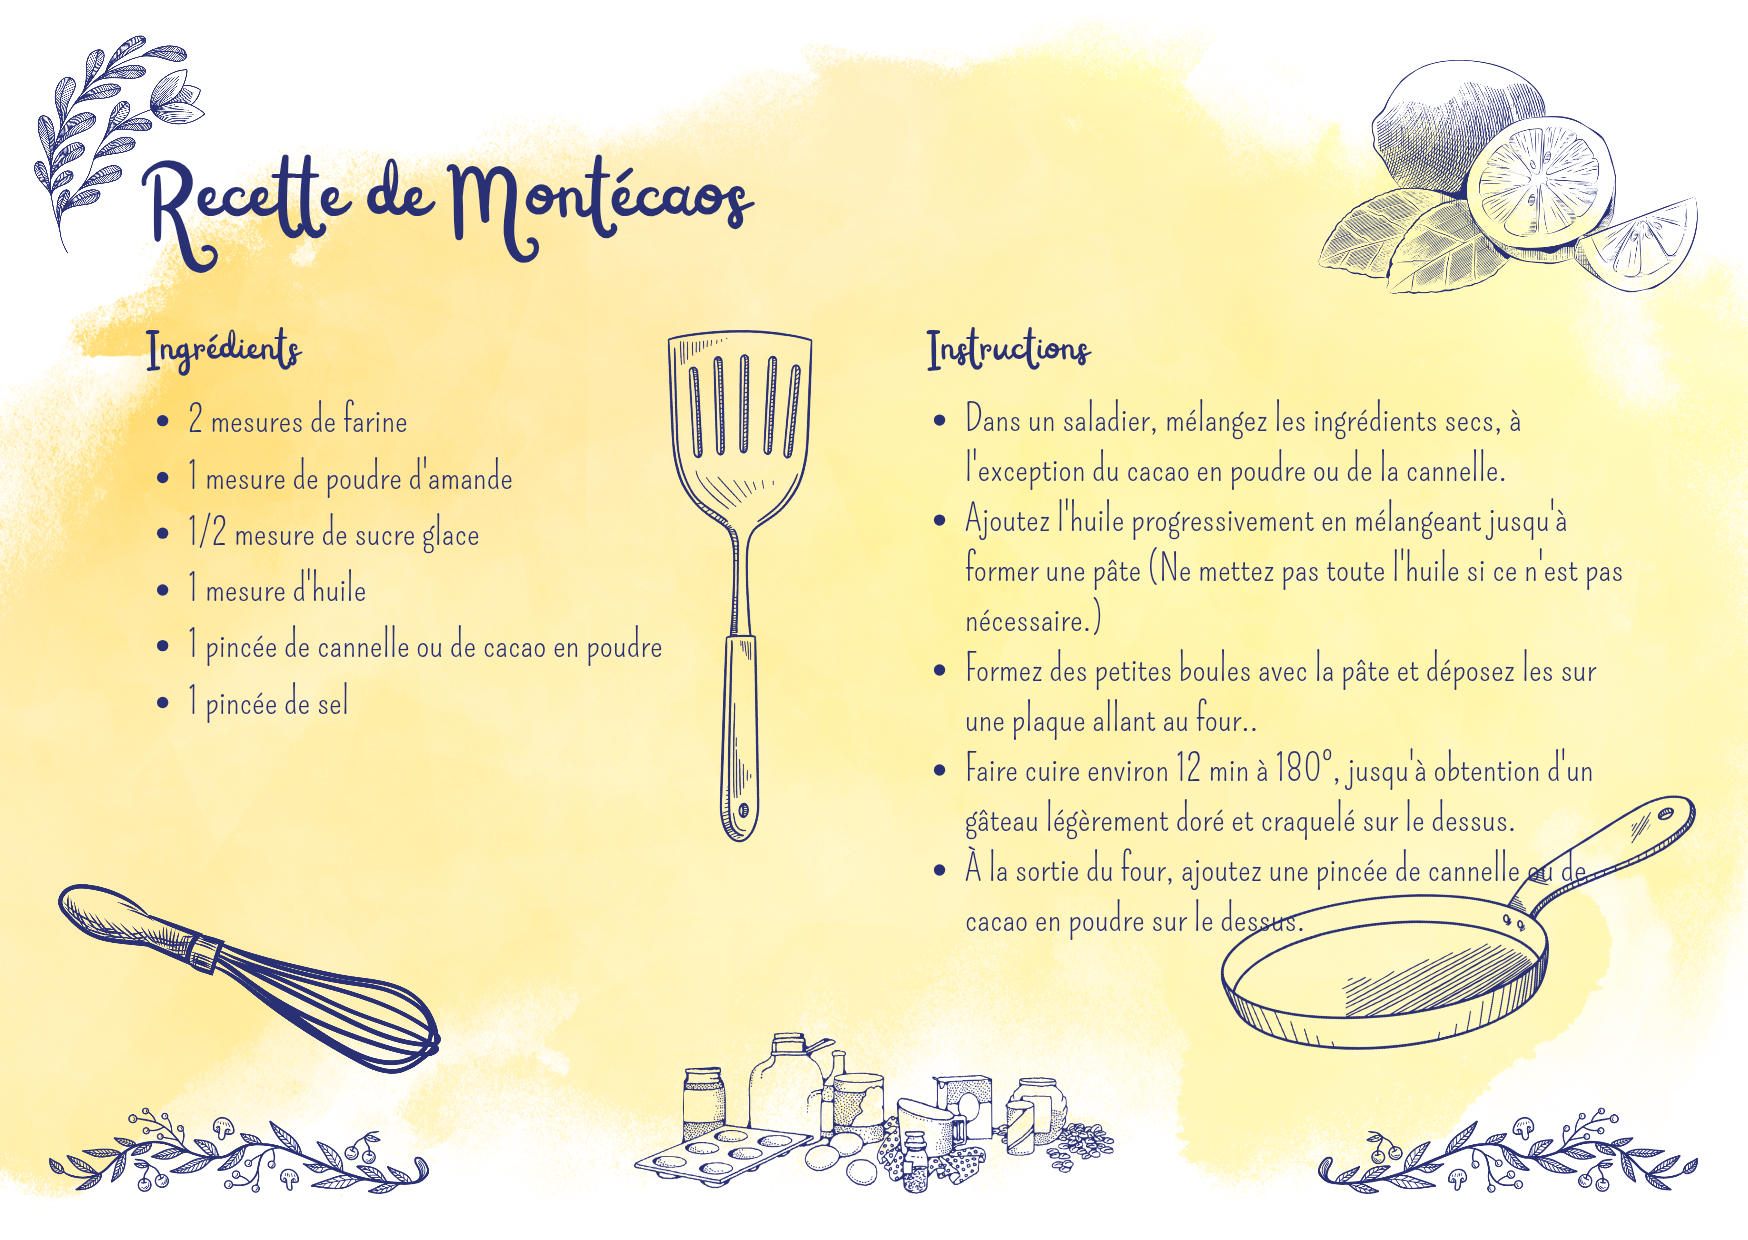 Recette de Montécaos
Ingrédients
2 mesures de farine
1 mesure de poudre d'amande
1/2 mesure de sucre glace
1 mesure d'huile
1 pincée de cannelle ou de cacao en poudre
1 pincée de sel
Instructions
Dans un saladier, mélangez les ingrédients secs, à
l'exception du cacao en poudre ou de la cannelle.
Ajoutez l'huile progressivement en mélangeant jusqu'à
former une pâte (Ne mettez pas toute l'huile si ce n'est pas
nécessaire.)
Formez des petites boules avec la pâte et déposez les sur
une plaque allant au four..
Faire cuire environ 12 min à 180°, jusqu'à obtention d'un
gâteau légèrement doré et craquelé sur le dessus.
À la sortie du four, ajoutez une pincée de cannelle ou de
cacao en poudre sur le dessus.